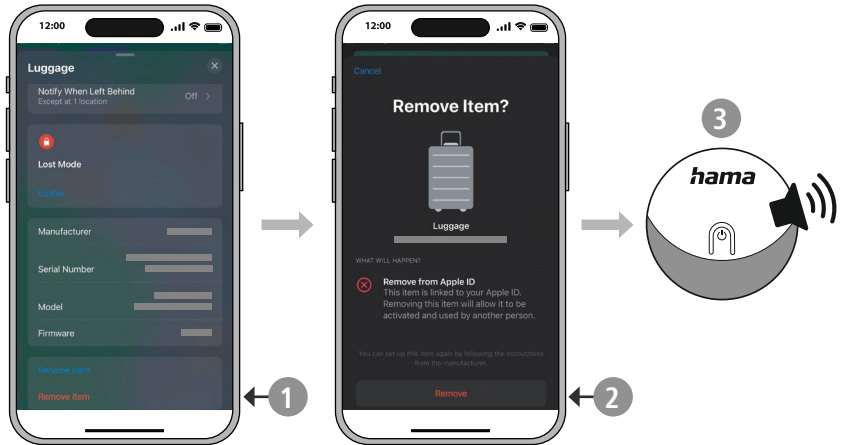 12:00
Luggage
Notify When Left Behind
Except at 1 location
Off
Lost Mode
Enable
Manufacturer
Serial Number
Model
Firmware
Rename Item
Remove Item
1
12:00
Cancel
Remove Item?
Luggage
WHAT WILL HAPPEN?
Remove from Apple ID
This item is linked to your Apple ID.
Removing this item will allow it to be
activated and used by another person.
You can set up this item again by following the instructions
from the manufacturer.
Remove
2
3
hama